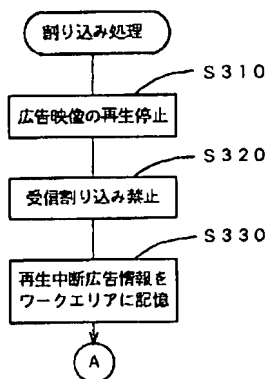 割り込み処理
S310
広告映像の再生停止
S320
受信割り込み禁止
S330
再生中断広告情報を
ワークエリアに記憶
A